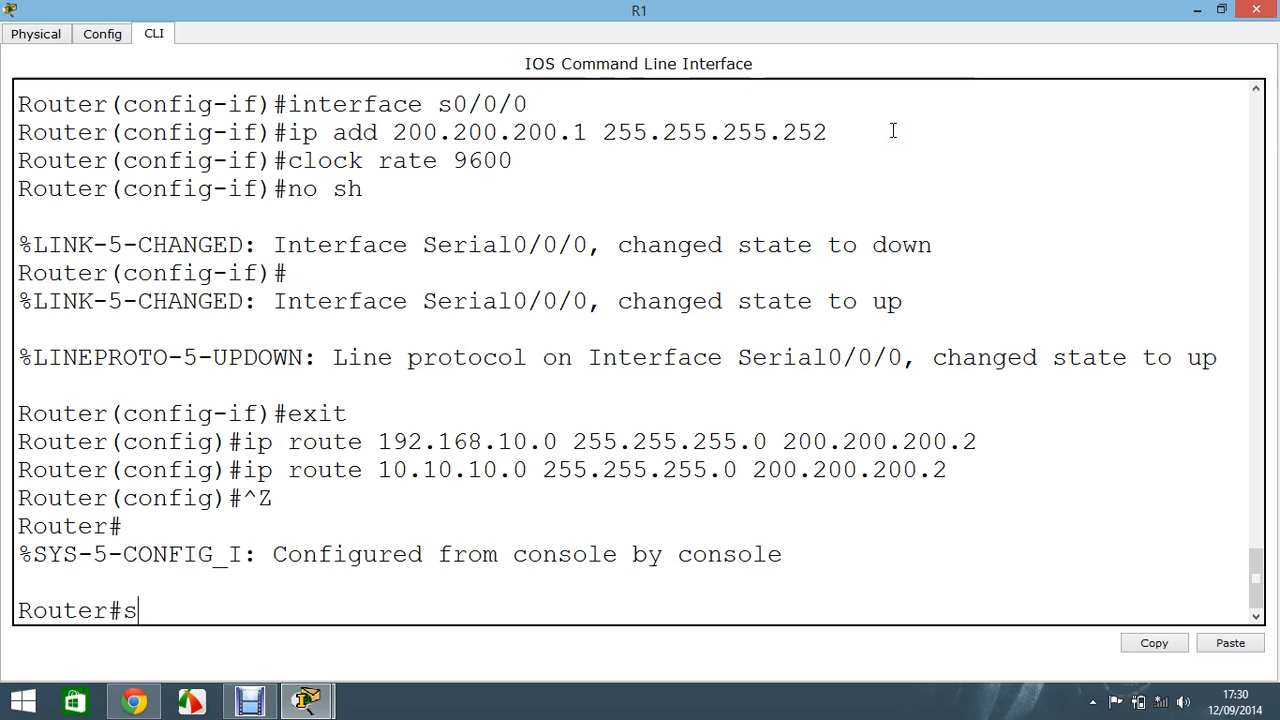 R1
Physical Config CLI
IOS Command Line Interface
Router(config-if)#interface s0/0/0
Router(config-if)#ip add 200.200.200.1 255.255.255.252
Router(config-if)#clock rate 9600
Router(config-if)#no sh
%LINK-5-CHANGED: Interface Serial0/0/0, changed state to down
Router(config-if)#
%LINK-5-CHANGED: Interface Serial0/0/0, changed state to up
%LINEPROTO-5-UPDOWN: Line protocol on Interface Serial0/0/0, changed state to up
Router(config-if)#exit
Router(config)#ip route 192.168.10.0 255.255.255.0 200.200.200.2
Router(config)#ip route 10.10.10.0 255.255.255.0 200.200.200.2
Router(config)#^Z
Router#
%SYS-5-CONFIG_I: Configured from console by console
Router#s
Copy Paste
17:30
12/09/2014